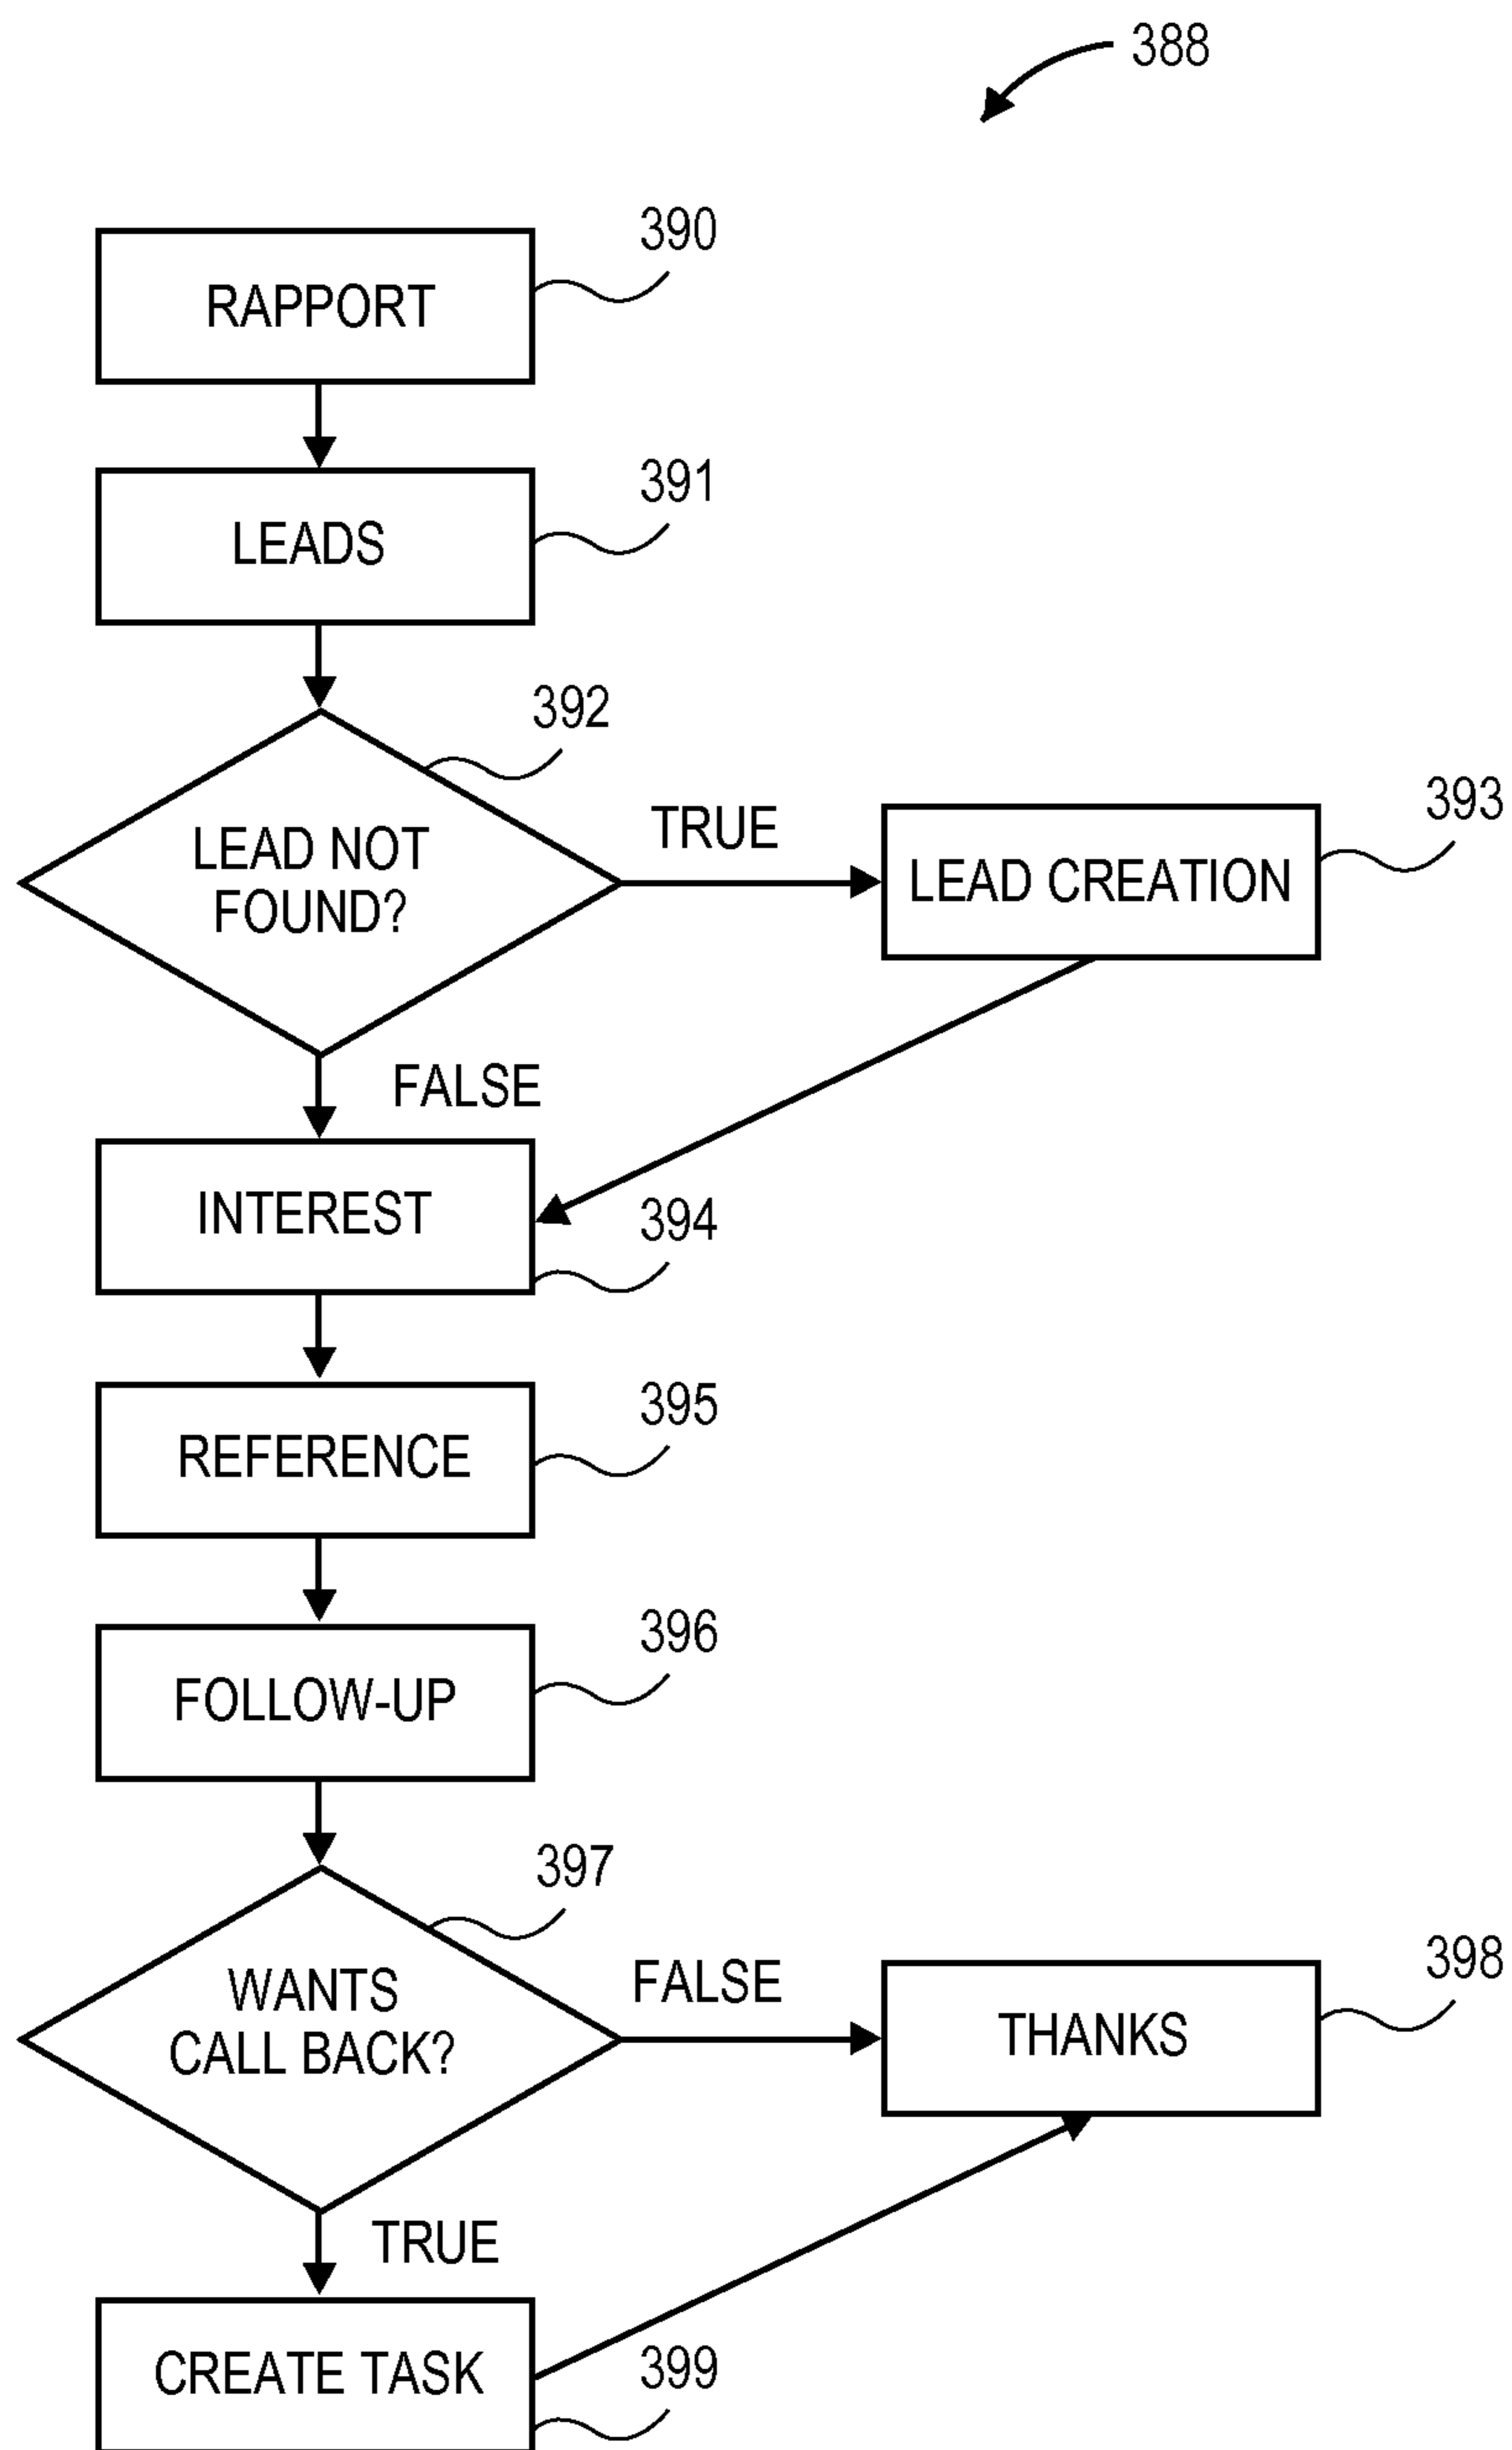 388
390
RAPPORT
391
LEADS
392
LEAD NOT
FOUND?
TRUE
393
LEAD CREATION
FALSE
INTEREST
394
395
REFERENCE
396
FOLLOW-UP
397
WANTS
CALL BACK?
FALSE
398
THANKS
TRUE
CREATE TASK
399